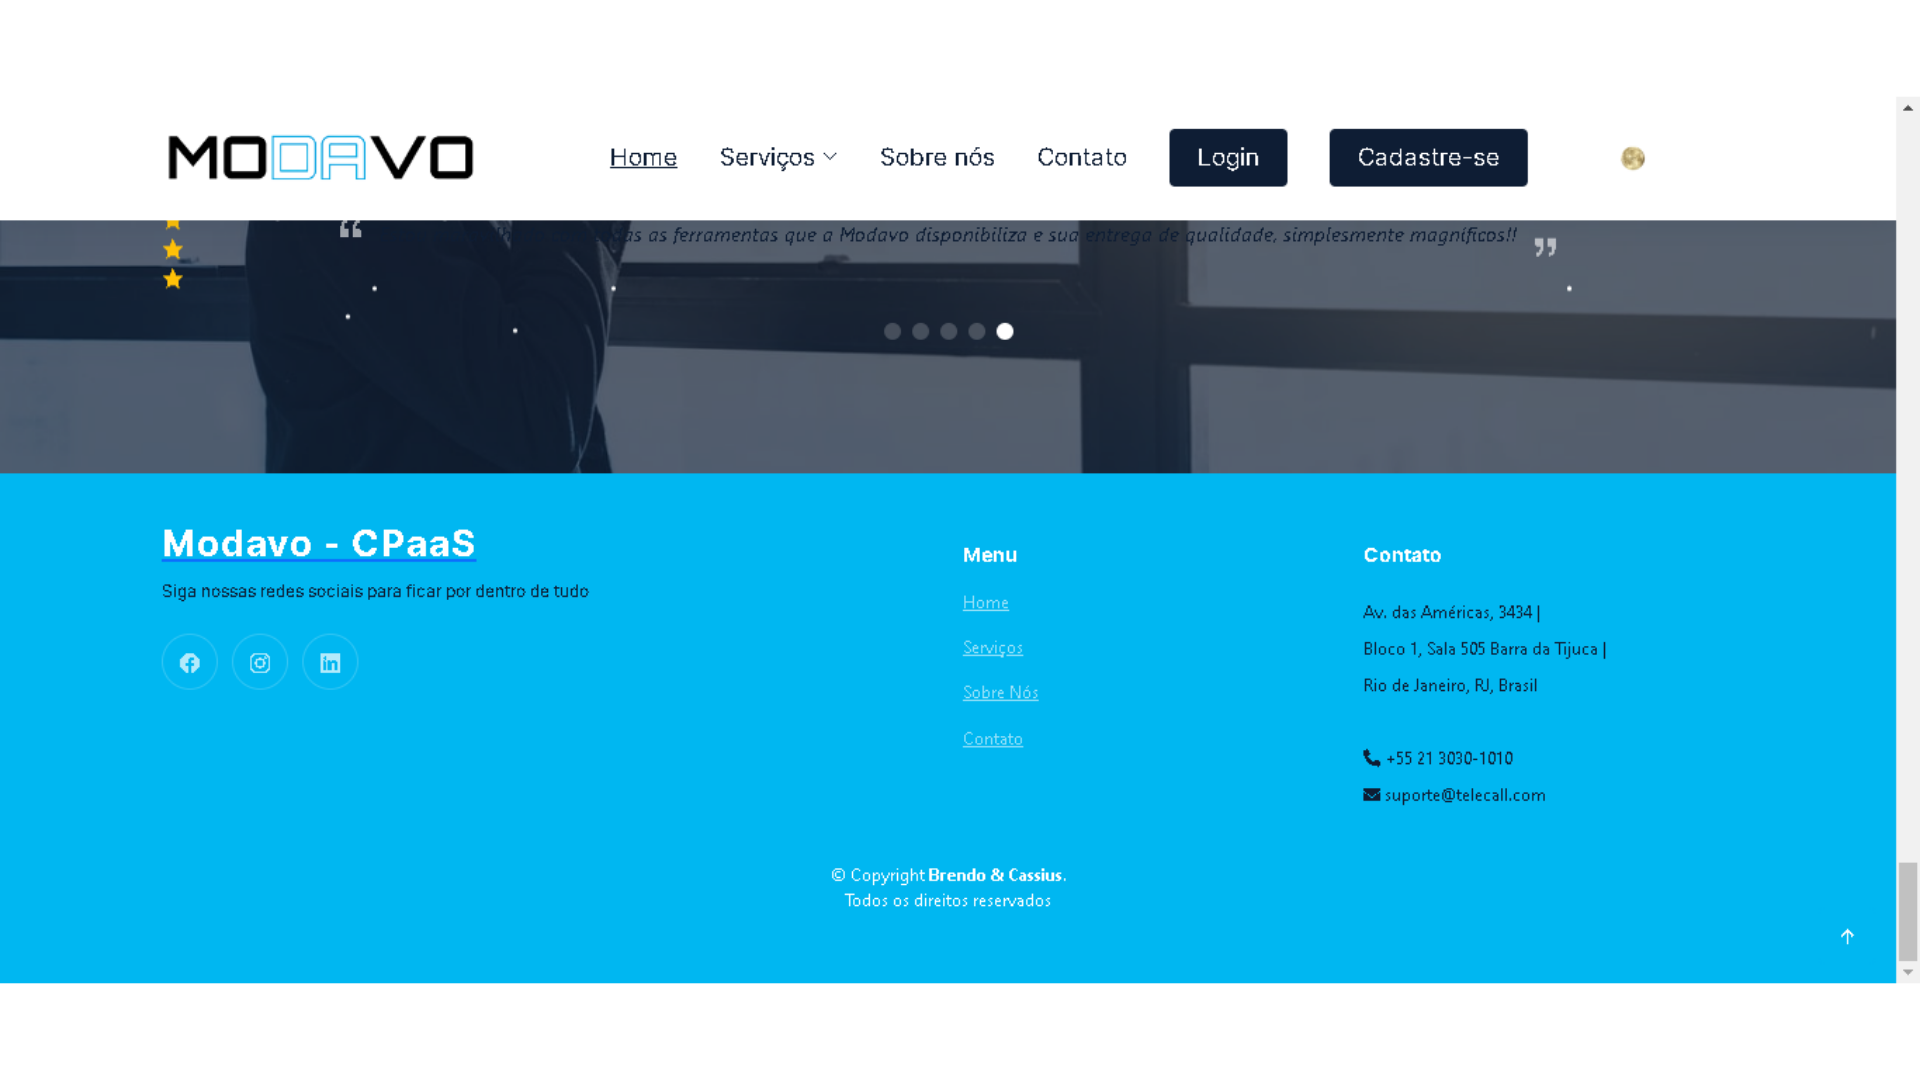 MODAVO
Home
Serviços
Sobre nós
Contato
Login
Cadastre-se
“
as ferramentas que a Modavo disponibiliza e sua entrega de qualidade, simplesmente magníficos!!
”
Modavo - CPaaS
Siga nossas redes sociais para ficar por dentro de tudo
Menu
Home
Serviços
Sobre Nós
Contato
Contato
Av. das Américas, 3434 |
Bloco 1, Sala 505 Barra da Tijuca |
Rio de Janeiro, RJ, Brasil
+55 21 3030-1010
suporte@telecall.com
© Copyright Brendo & Cassius.
Todos os direitos reservados